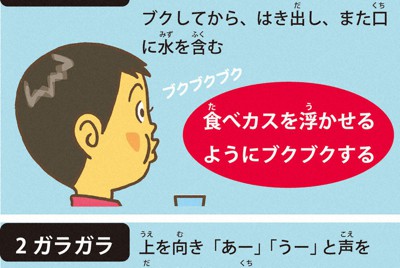 ブクしてから、はき出し、また口
に水を含む
ブクブクブク
食べカスを浮かせる
ようにブクブクする
2 ガラガラ
上を向き「あー」「うー」と声を